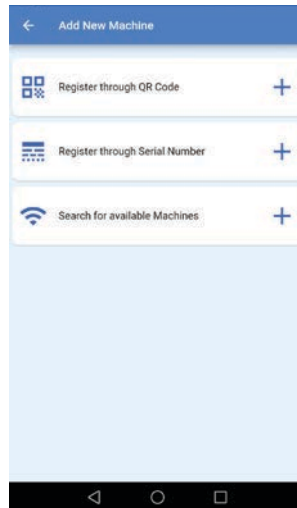 Add New Machine
Register through QR Code
Register through Serial Number
Search for available Machines